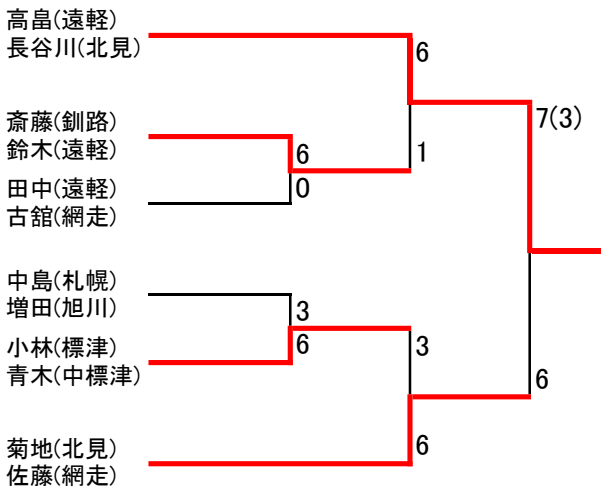 高畠(遠軽)
長谷川(北見)
6
7(3)
斎藤(釧路)
鈴木(遠軽)
6
1
田中(遠軽)
古舘(網走)
0
中島(札幌)
増田(旭川)
3
小林(標津)
青木(中標津)
6
3
6
菊地(北見)
佐藤(網走)
6